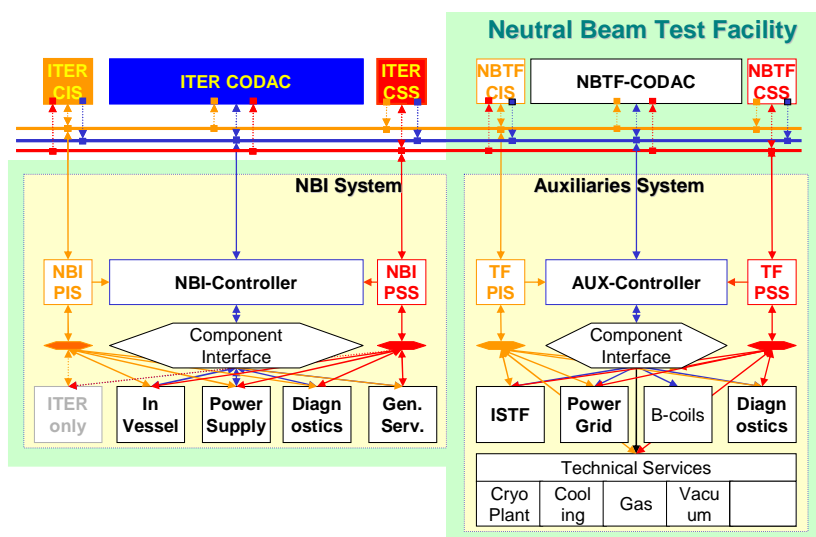 Neutral Beam Test Facility
ITER
CIS
ITER CODAC
ITER
CSS
NBTF
CIS
NBTF-CODAC
NBTF
CSS
NBI System
Auxiliaries System
NBI
PIS
NBI-Controller
NBI
PSS
TF
PIS
AUX-Controller
TF
PSS
Component
Interface
Component
Interface
ITER
only
In
Vessel
Power
Supply
Diagn
ostics
Gen.
Serv.
ISTF
Power
Grid
B-coils
Diagn
ostics
Technical Services
Cryo
Plant
Cool
ing
Gas
Vacu
um